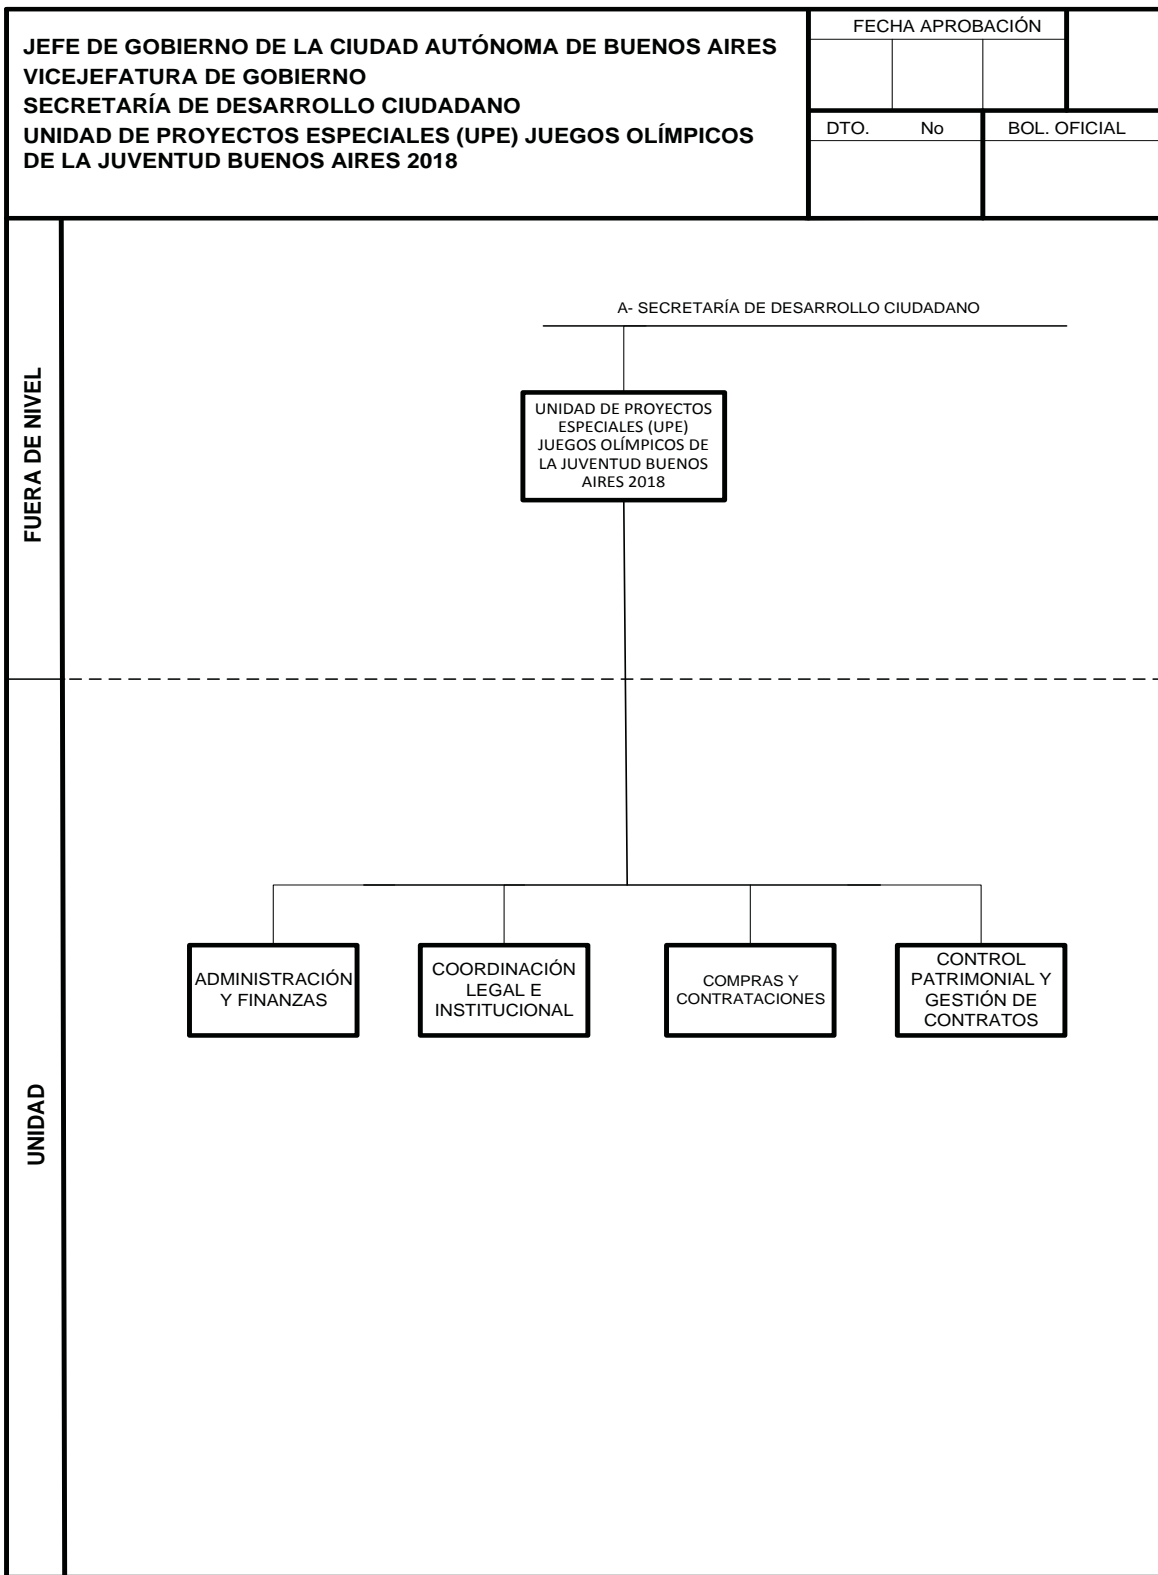 JEFE DE GOBIERNO DE LA CIUDAD AUTÓNOMA DE BUENOS AIRES
VICEJEFATURA DE GOBIERNO
SECRETARÍA DE DESARROLLO CIUDADANO
UNIDAD DE PROYECTOS ESPECIALES (UPE) JUEGOS OLÍMPICOS
DE LA JUVENTUD BUENOS AIRES 2018
FECHA APROBACIÓN
DTO. No
BOL. OFICIAL
FUERA DE NIVEL
A- SECRETARÍA DE DESARROLLO CIUDADANO
UNIDAD DE PROYECTOS
ESPECIALES (UPE)
JUEGOS OLÍMPICOS DE
LA JUVENTUD BUENOS
AIRES 2018
UNIDAD
ADMINISTRACIÓN
Y FINANZAS
COORDINACIÓN
LEGAL E
INSTITUCIONAL
COMPRAS Y
CONTRATACIONES
CONTROL
PATRIMONIAL Y
GESTIÓN DE
CONTRATOS